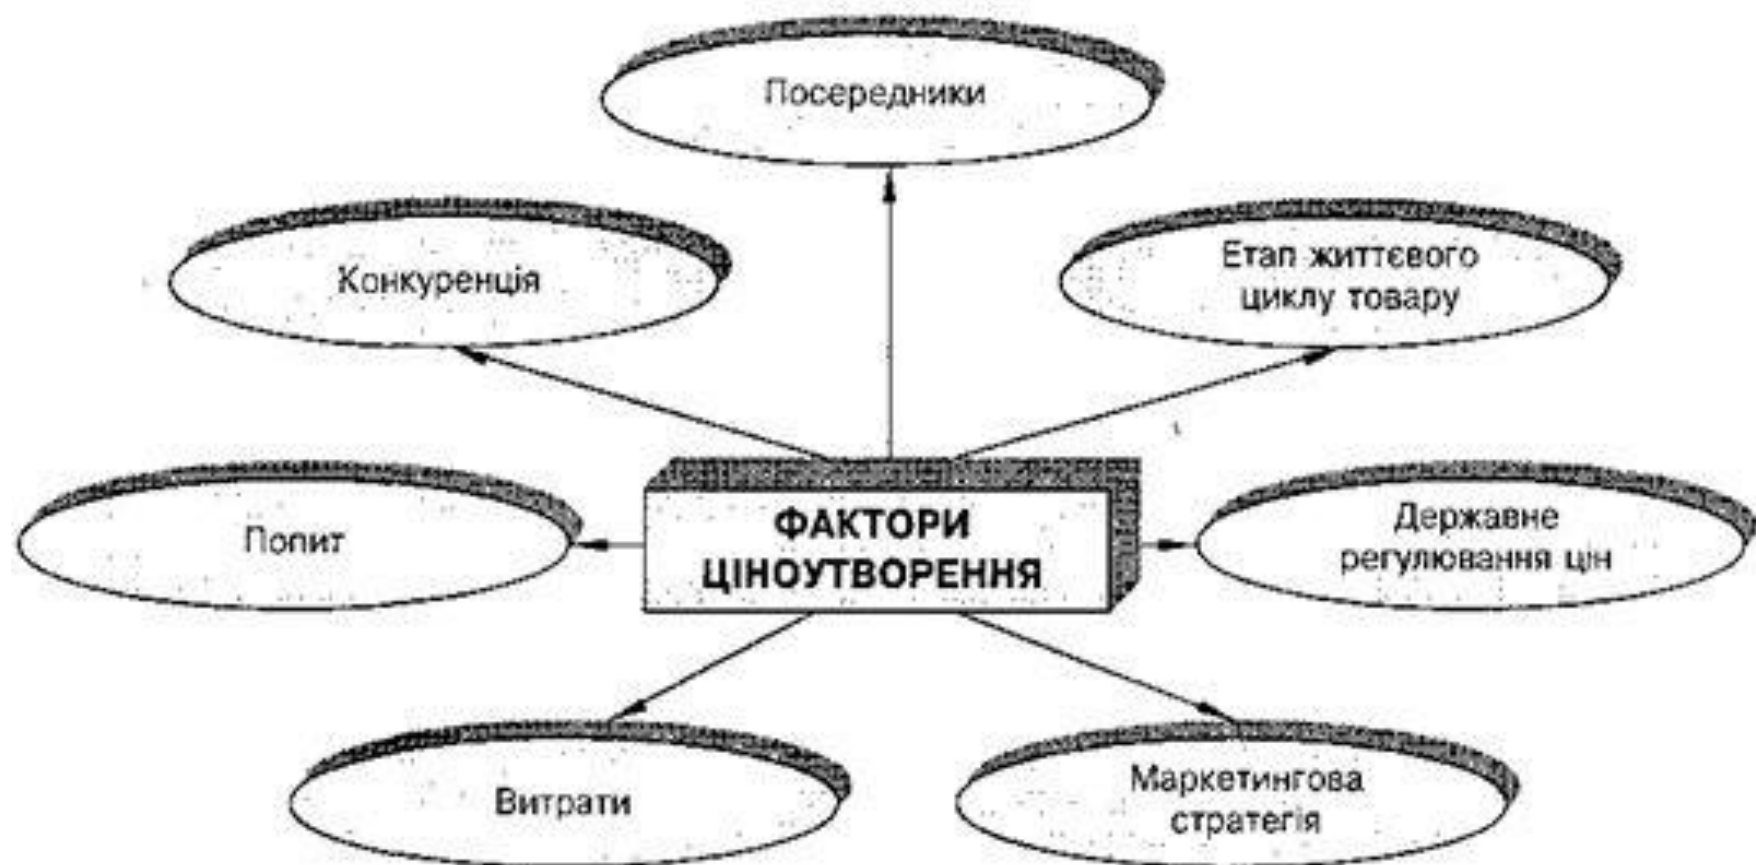 Посередники
Конкуренція
Етап життєвого
циклу товару
Попит
ФАКТОРИ
ЦІНОУТВОРЕННЯ
Державне
регулювання цін
Витрати
Маркетингова
стратегія